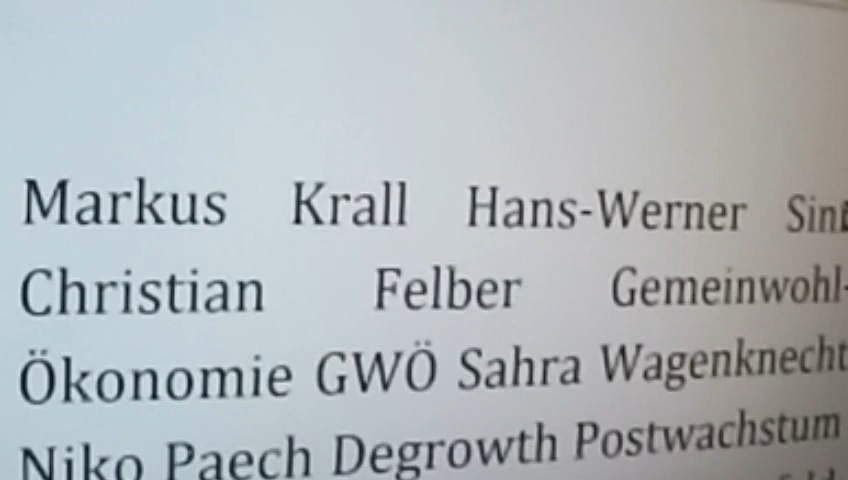 Markus Krall Hans-Werner
Christian Felber Gemeinwohl-
Ökonomie GWÖ Sahra Wagenknecht
Niko Paech Degrowth Postwachstum